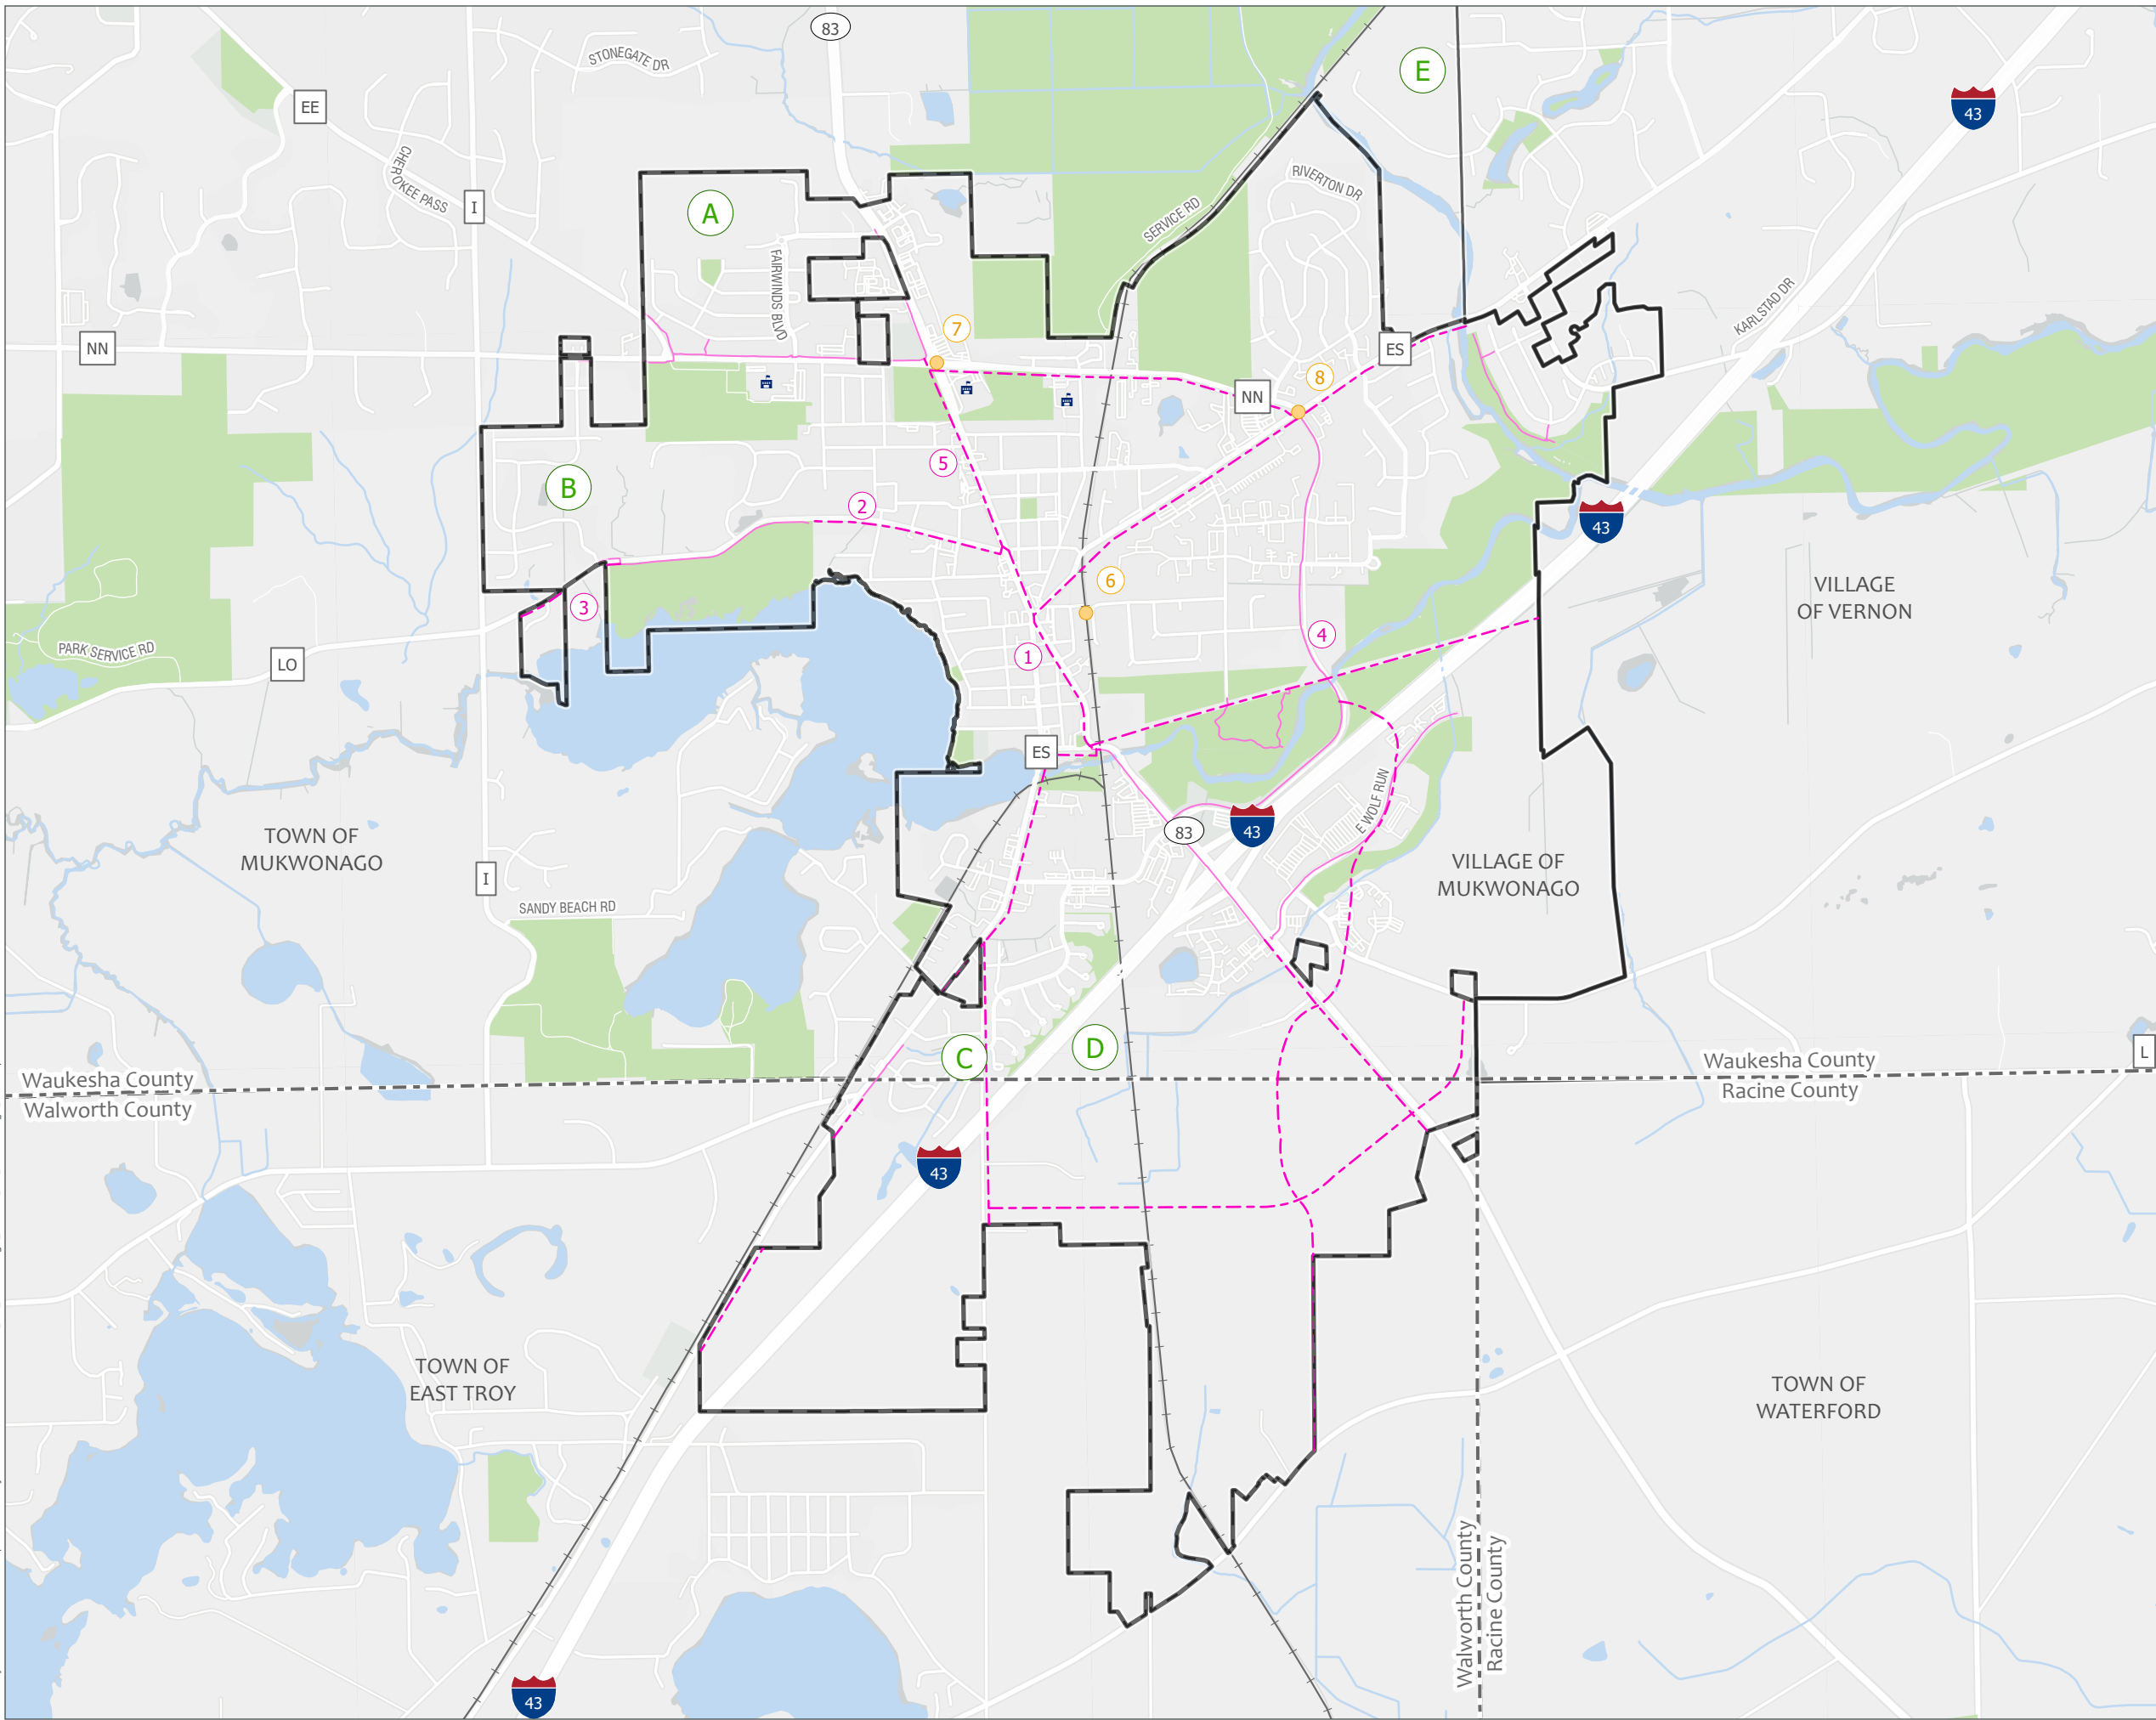 83
E
43
EE
STONEGATE DR
CHEROKEE PASS
I
A
RIVERTON DR
SERVICE RD
FAIRWINDS BLVD
KARLSTAD DR
NN
7
ES
8
NN
5
B
2
43
6
VILLAGE
OF VERNON
3
4
PARK SERVICE RD
LO
1
ES
E WOLF RUN
83
43
TOWN OF
MUKWONAGO
VILLAGE OF
MUKWONAGO
I
SANDY BEACH RD
C
D
L
Waukesha County
Walworth County
Waukesha County
Racine County
43
TOWN OF
EAST TROY
TOWN OF
WATERFORD
Walworth County
Racine County
43